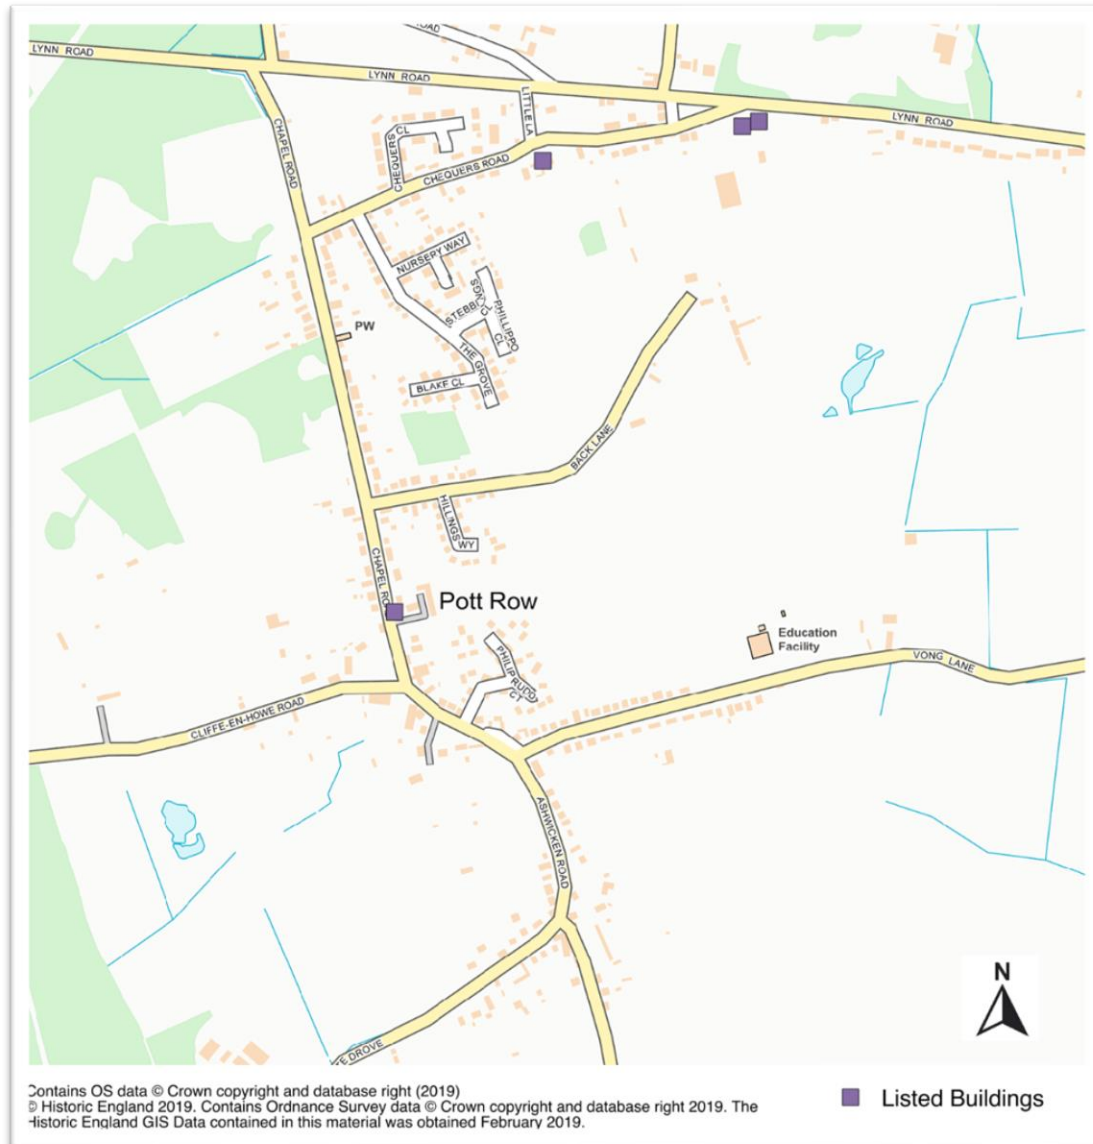 ROAD
LYNN ROAD
LYNN ROAD
LITTLE LA
LYNN ROAD
CHAPEL ROAD
CHEQUERS CL
CHEQUERS ROAD
NURSERY WAY
PHILLIPPO
CL
PW
THE GROVE
BLAKE CL
BACK LANE
HILLINGS
WY
CHAPEL RO
Pott Row
Education
Facility
PHILIP RUDD
CT
VONG LANE
CLIFFE-EN-HOWE ROAD
ASHWICKEN ROAD
E DROVE
N
Contains OS data © Crown copyright and database right (2019)
© Historic England 2019. Contains Ordnance Survey data © Crown copyright and database right 2019. The
Historic England GIS Data contained in this material was obtained February 2019.
Listed Buildings